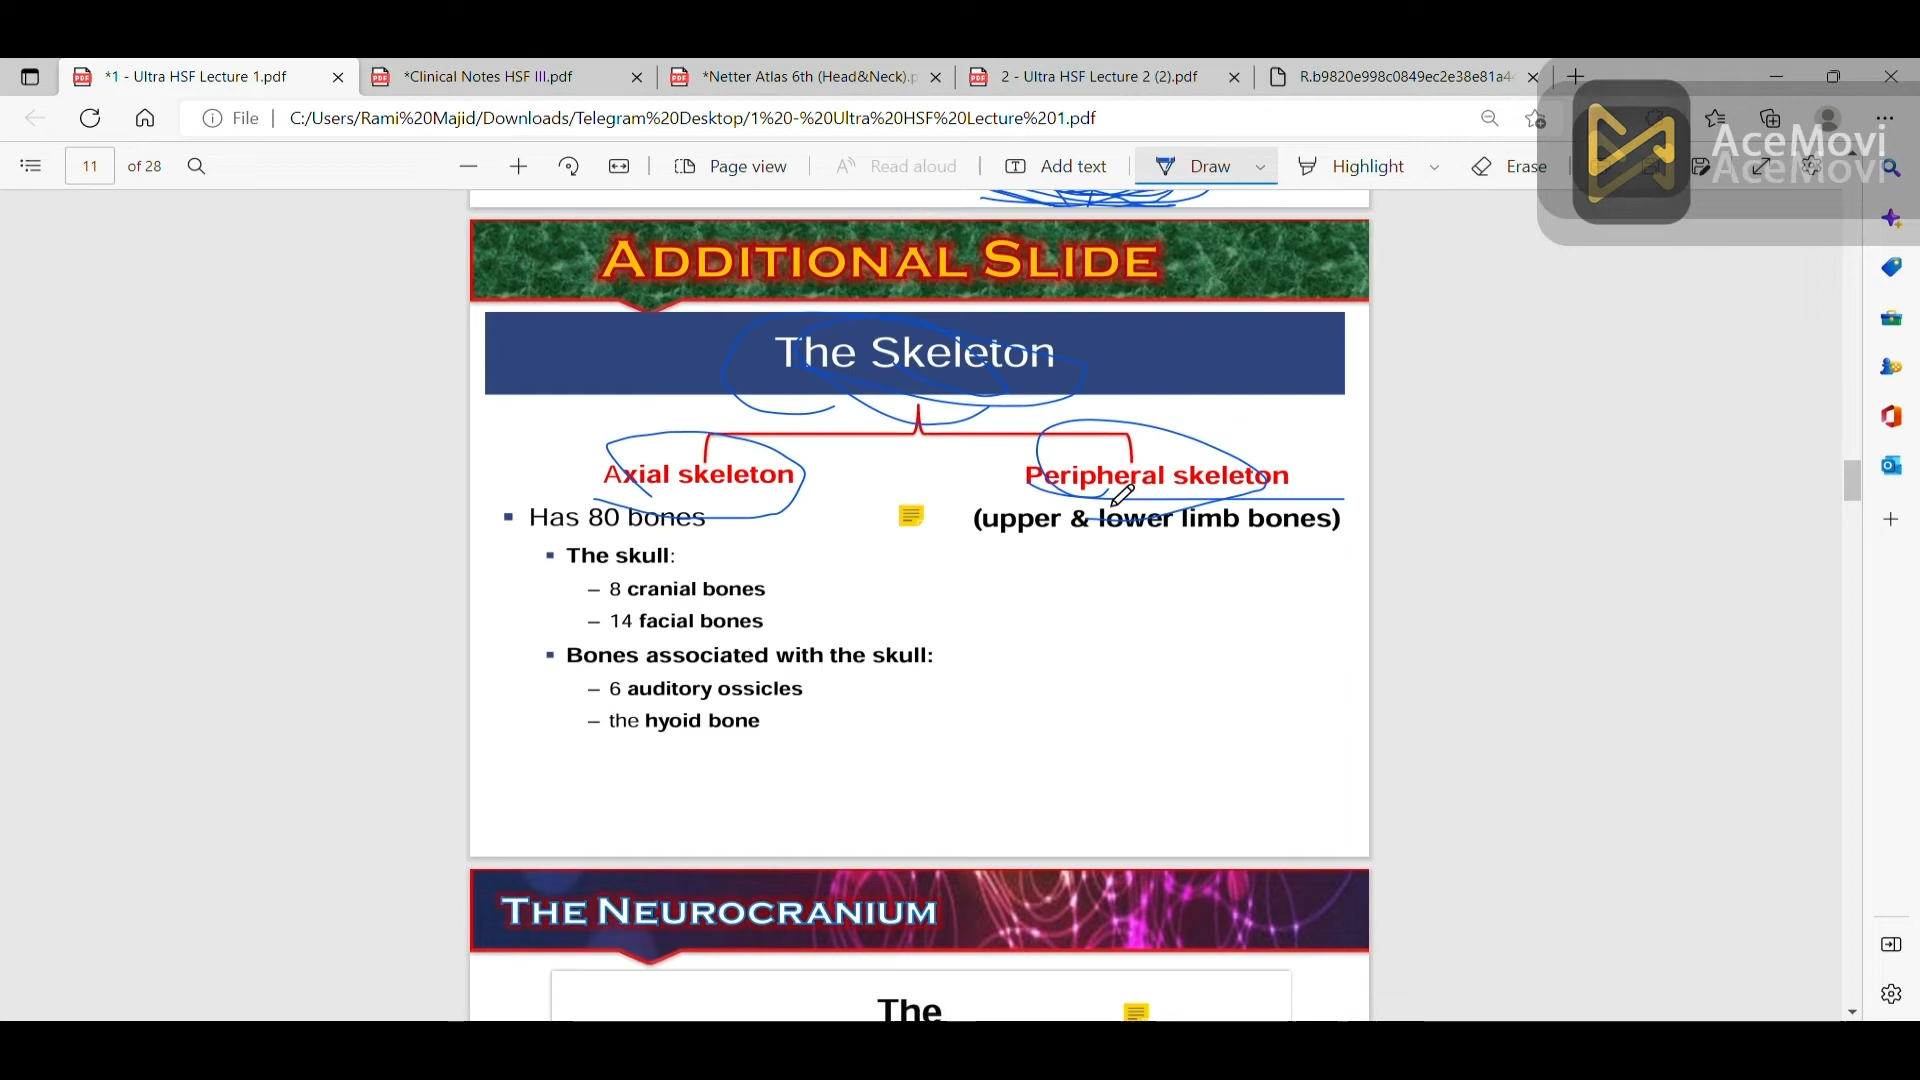 *1 - Ultra HSF Lecture 1.pdf
*Clinical Notes HSF III.pdf
*Netter Atlas 6th (Head&Neck).p
2 - Ultra HSF Lecture 2 (2).pdf
R.b9820e998c0849ec2e38e81a4
File
C:/Users/Rami%20Majid/Downloads/Telegram%20Desktop/1%20-%20Ultra%20HSF%20Lecture%201.pdf
AceMovi
AceMovi
11 of 28
Page view
Read aloud
Add text
Draw
Highlight
Erase
ADDITIONAL SLIDE
The Skeleton
Axial skeleton
Peripheral skeleton
Has 80 bones
(upper & lower limb bones)
The skull:
– 8 cranial bones
– 14 facial bones
Bones associated with the skull:
– 6 auditory ossicles
– the hyoid bone
THE NEUROCRANIUM
The